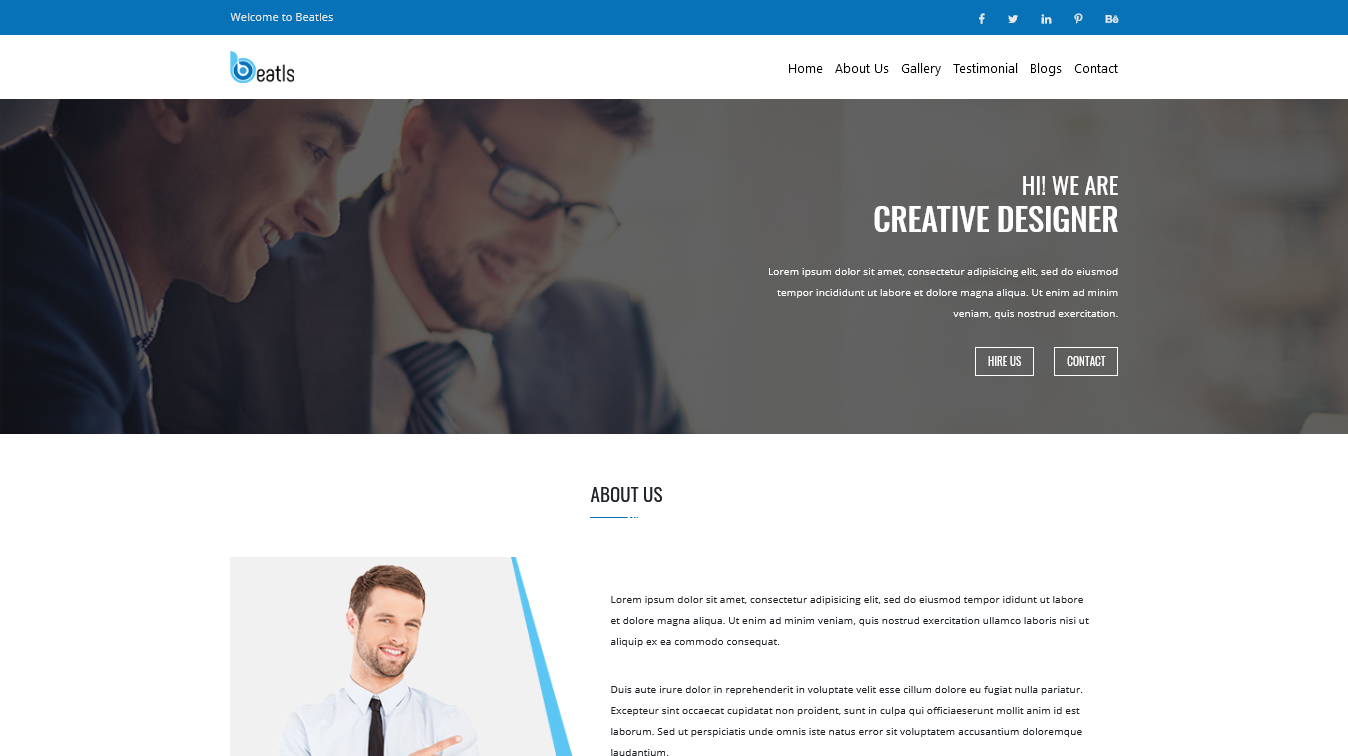 Welcome to Beatles
beatls
Home About Us Gallery Testimonial Blogs Contact
HI! WE ARE
CREATIVE DESIGNER
Lorem ipsum dolor sit amet, consectetur adipisicing elit, sed do eiusmod
tempor incididunt ut labore et dolore magna aliqua. Ut enim ad minim
veniam, quis nostrud exercitation.
HIRE US CONTACT
ABOUT US
Lorem ipsum dolor sit amet, consectetur adipisicing elit, sed do eiusmod tempor ididunt ut labore
et dolore magna aliqua. Ut enim ad minim veniam, quis nostrud exercitation ullamco laboris nisi ut
aliquip ex ea commodo consequat.
Duis aute irure dolor in reprehenderit in voluptate velit esse cillum dolore eu fugiat nulla pariatur.
Excepteur sint occaecat cupidatat non proident, sunt in culpa qui officiaeserunt mollit anim id est
laborum. Sed ut perspiciatis unde omnis iste natus error sit voluptatem accusantium doloremque
laudantium.